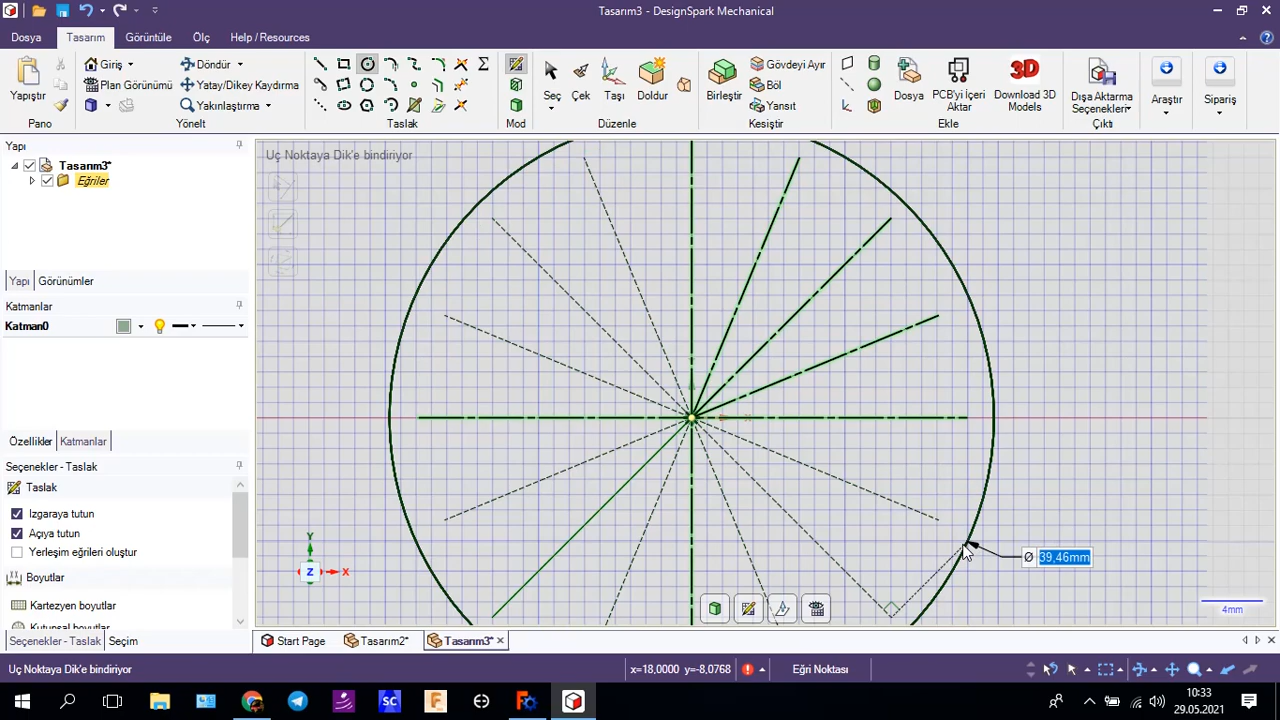 Tasarım3* - DesignSpark Mechanical
Dosya
Tasarım
Görüntüle
Ölç
Help / Resources
Yapıştır
Pano
Giriş
Plan Görünümü
Döndür
Yatay/Dikey Kaydırma
Yakınlaştırma
Yönelt
Taslak
Mod
Seç
Çek
Taşı
Doldur
Düzenle
Birleştir
Gövdeyi Ayır
Böl
Yansıt
Kesiştir
Dosya
PCB'yi İçeri Aktar
3D
Download 3D Models
Ekle
Dışa Aktarma Seçenekleri
Çıktı
Araştır
Sipariş
Yapı
Tasarım3*
Eğriler
Yapı
Görünümler
Katmanlar
Katman0
Özellikler
Katmanlar
Seçenekler - Taslak
Taslak
Izgaraya tutun
Açıya tutun
Yerleşim eğrileri oluştur
Boyutlar
Kartezyen boyutlar
Kutupsal boyutlar
Seçenekler - Taslak
Seçim
Uç Noktaya Dik'e bindiriyor
Ø 39,46mm
Y
Z
X
4mm
Start Page
Tasarım2*
Tasarım3*
Uç Noktaya Dik'e bindiriyor
x=18,0000 y=-8,0768
Eğri Noktası
SC
F
10:33
29.05.2021